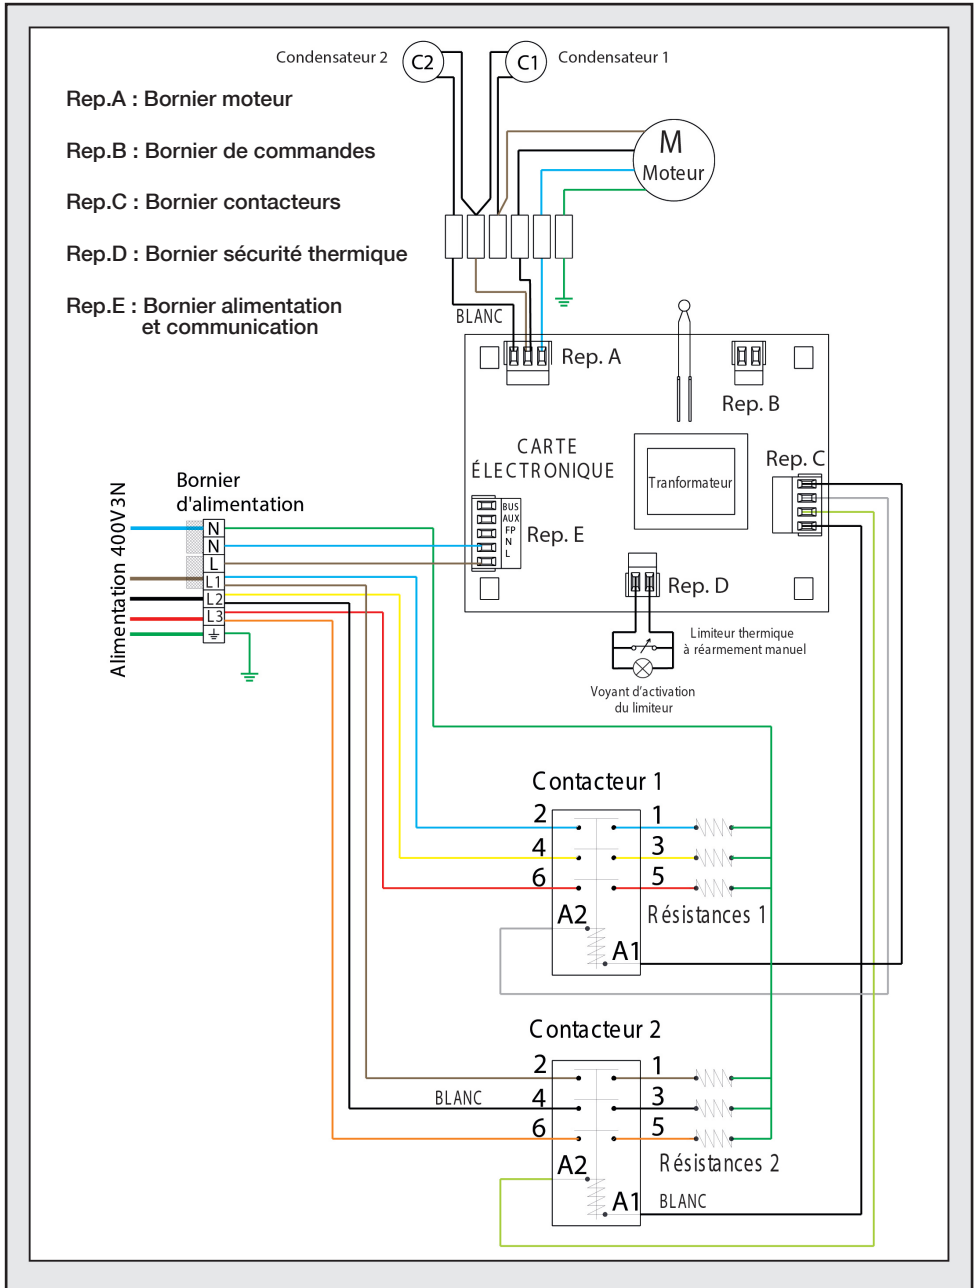 Condensateur 2
C2
C1
Condensateur 1
Rep.A : Bornier moteur
Rep.B : Bornier de commandes
Rep.C : Bornier contacteurs
Rep.D : Bornier sécurité thermique
Rep.E : Bornier alimentation
et communication
M
Moteur
BLANC
Rep. A
Rep. B
CARTE
ÉLECTRONIQUE
Tranformateur
Rep. C
BUS
AUX
FP
N
L
Rep. E
Rep. D
Limiteur thermique
à réarmement manuel
Voyant d'activation
du limiteur
Bornier
d'alimentation
Alimentation 400V3N
N
N
L
L1
L2
L3
Contacteur 1
2
1
4
3
6
5
A2
Résistances 1
A1
Contacteur 2
2
1
BLANC
4
3
6
5
A2
Résistances 2
A1
BLANC